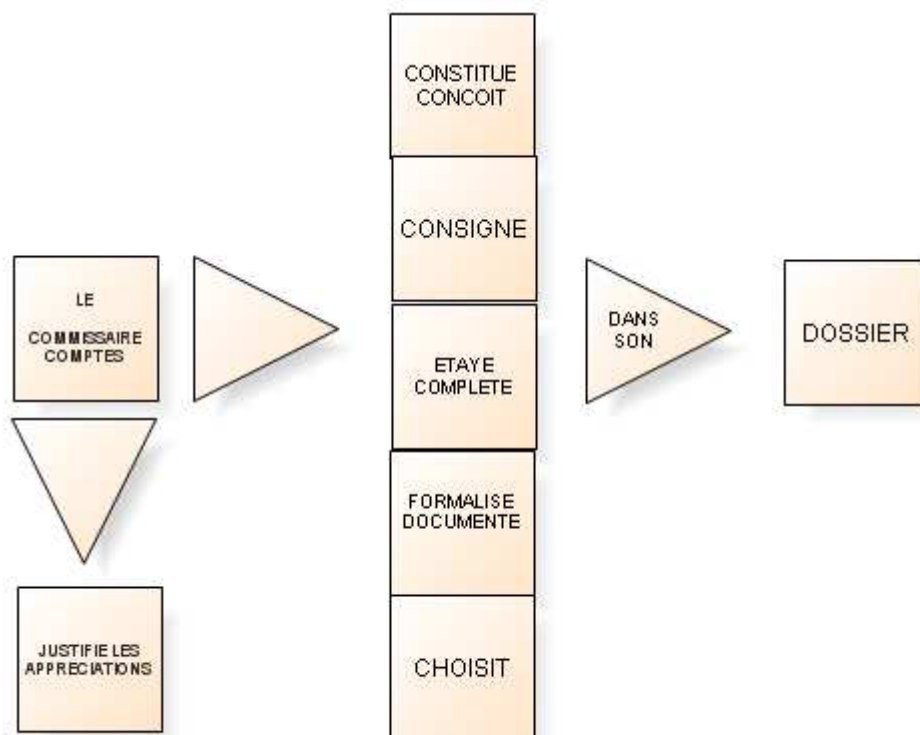 LE
COMMISSAIRE
COMPTES
JUSTIFIE LES
APPRECIATIONS
CONSTITUE
CONCOIT
CONSIGNE
ETAYE
COMPLETE
FORMALISE
DOCUMENTE
CHOISIT
DANS
SON
DOSSIER